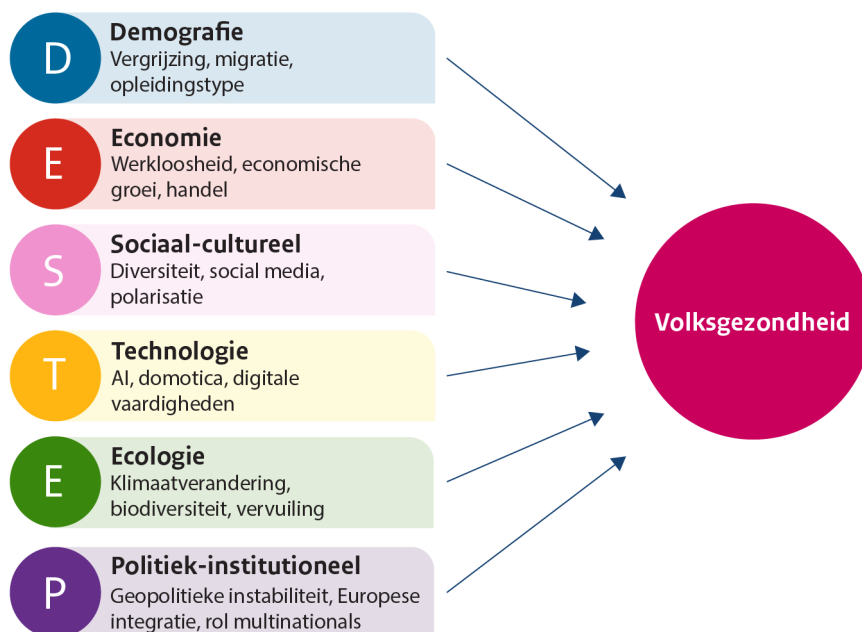 D
Demografie
Vergrijzing, migratie,
opleidingstype
E
Economie
Werkloosheid, economische
groei, handel
S
Sociaal-cultureel
Diversiteit, social media,
polarisatie
T
Technologie
AI, domotica, digitale
vaardigheden
E
Ecologie
Klimaatverandering,
biodiversiteit, vervuiling
P
Politiek-institutioneel
Geopolitieke instabiliteit, Europese
integratie, rol multinationals
Volksgezondheid